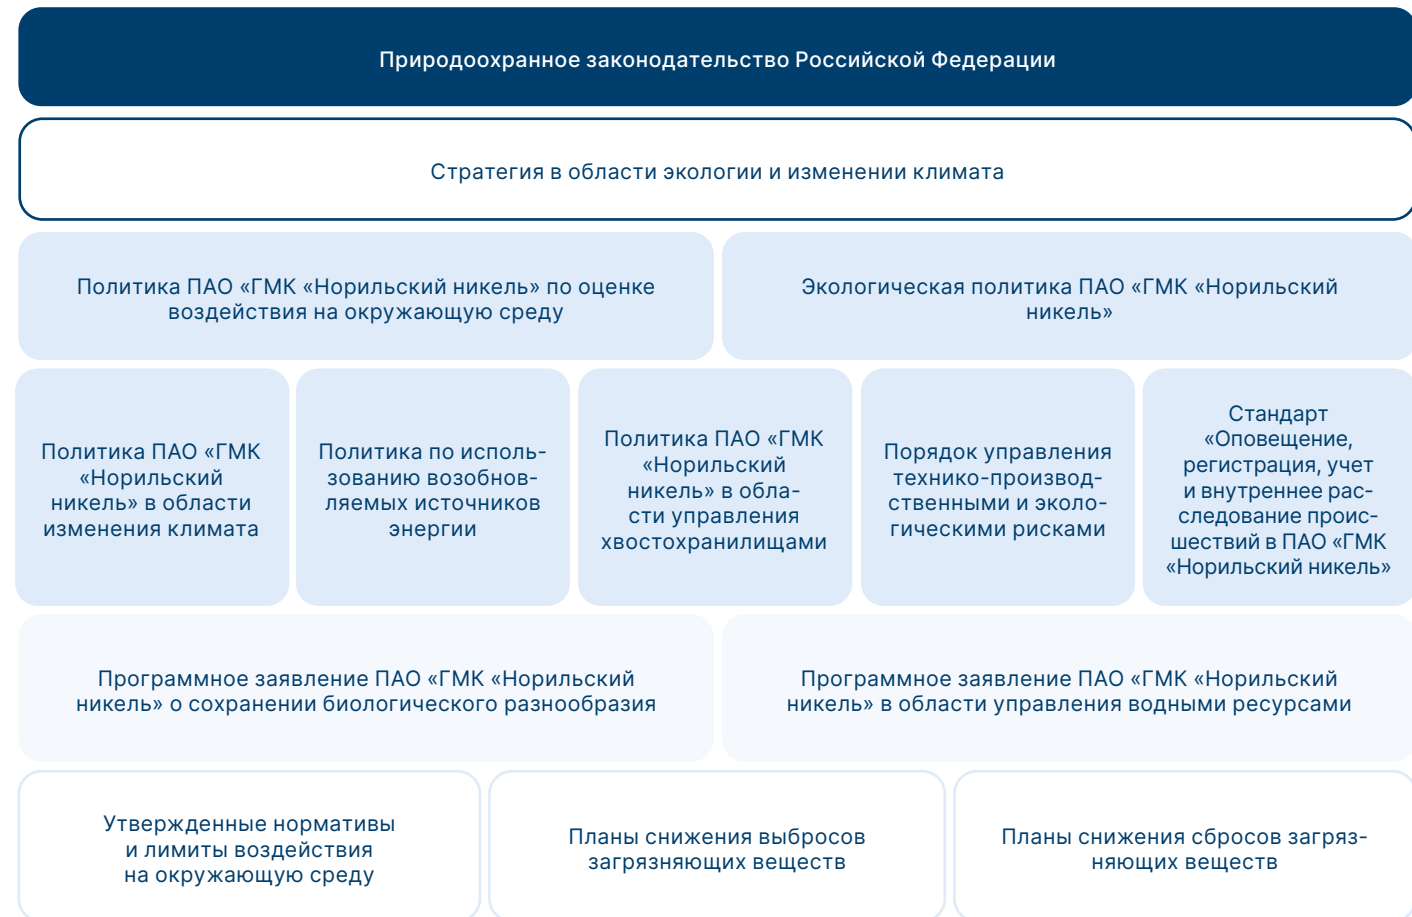 Природоохранное законодательство Российской Федерации
Стратегия в области экологии и изменении климата
Политика ПАО «ГМК «Норильский никель» по оценке
воздействия на окружающую среду
Экологическая политика ПАО «ГМК «Норильский
никель»
Политика ПАО «ГМК
«Норильский
никель» в области
изменения климата
Политика по исполь-
зованию возобнов-
ляемых источников
энергии
Политика ПАО «ГМК
«Норильский
никель» в обла-
сти управления
хвостохранилищами
Порядок управления
технико-производ-
ственными и эколо-
гическими рисками
Стандарт
«Оповещение,
регистрация, учет
и внутреннее рас-
следование проис-
шествий в ПАО «ГМК
«Норильский никель»
Программное заявление ПАО «ГМК «Норильский
никель» о сохранении биологического разнообразия
Программное заявление ПАО «ГМК «Норильский
никель» в области управления водными ресурсами
Утвержденные нормативы
и лимиты воздействия
на окружающую среду
Планы снижения выбросов
загрязняющих веществ
Планы снижения сбросов загряз-
няющих веществ